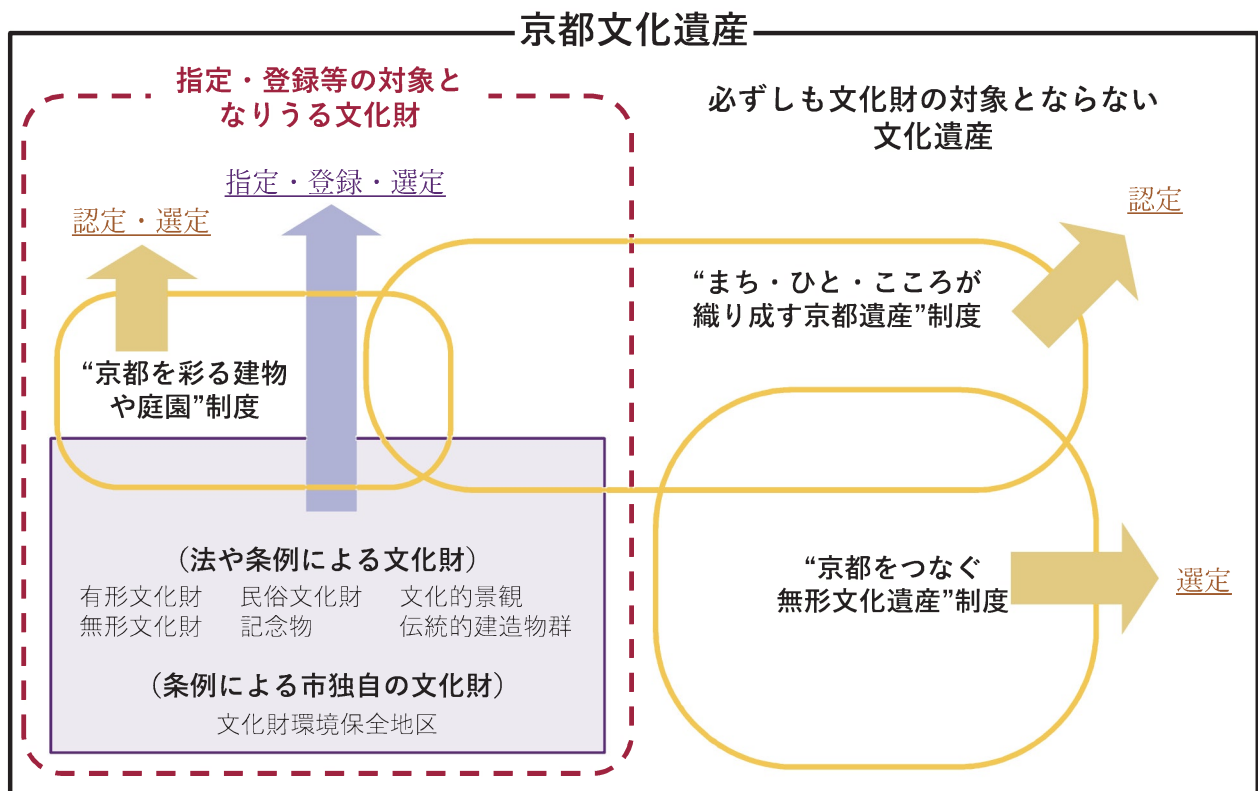 京都文化遺産
指定・登録等の対象と
なりうる文化財
必ずしも文化財の対象とならない
文化遺産
指定・登録・選定
認定・選定
認定
“まち・ひと・こころが
織り成す京都遺産”制度
“京都を彩る建物
や庭園”制度
(法や条例による文化財)
有形文化財 民俗文化財 文化的景観
無形文化財 記念物 伝統的建造物群
(条例による市独自の文化財)
文化財環境保全地区
“京都をつなぐ
無形文化遺産”制度
選定